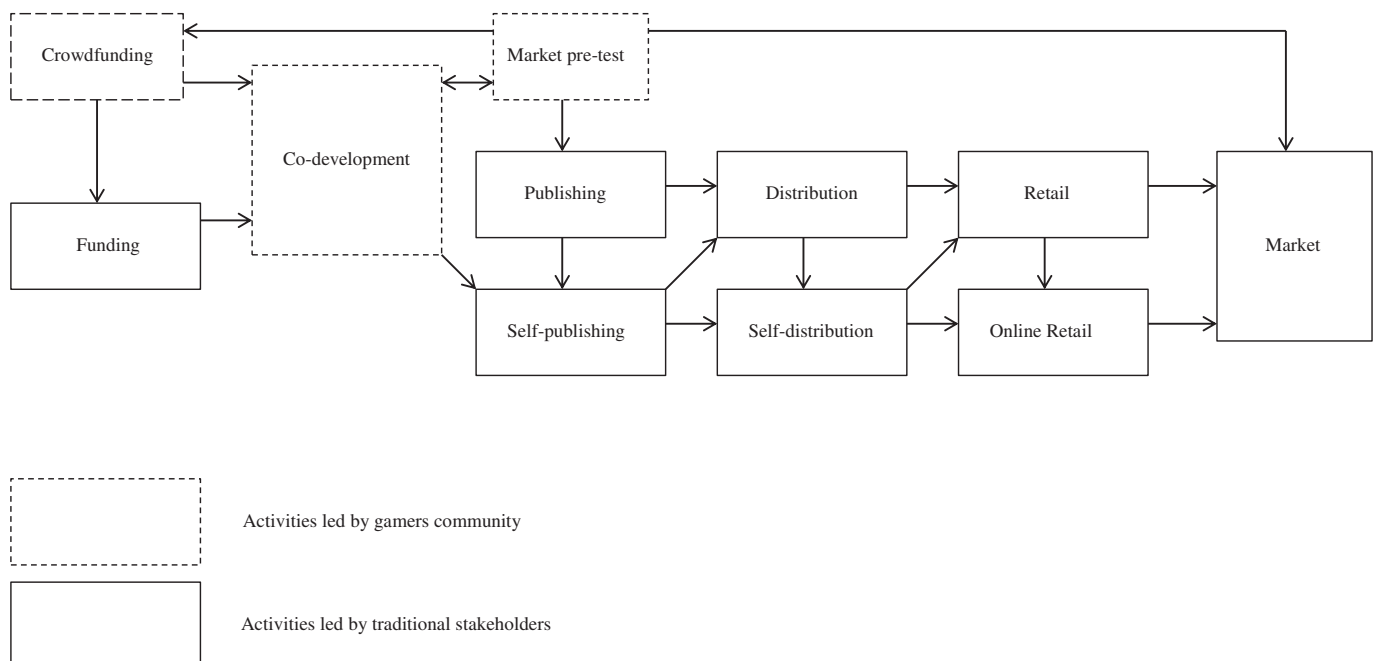 Crowdfunding
Market pre-test
Co-development
Publishing
Distribution
Retail
Funding
Market
Self-publishing
Self-distribution
Online Retail
Activities led by gamers community
Activities led by traditional stakeholders